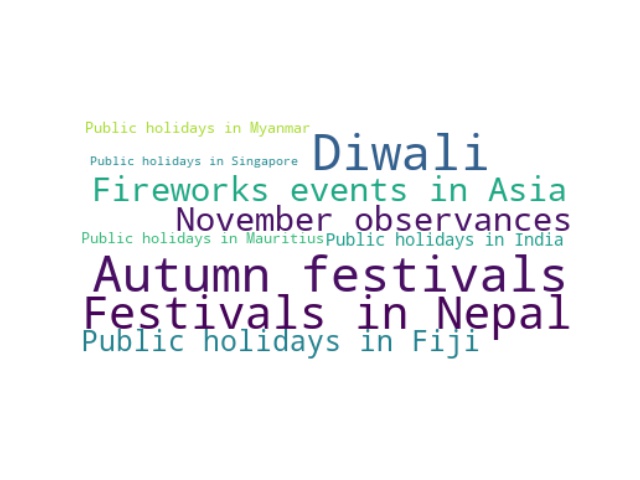 Public holidays in Myanmar
Diwali
Public holidays in Singapore
Fireworks events in Asia
November observances
Public holidays in Mauritius
Public holidays in India
Autumn festivals
Festivals in Nepal
Public holidays in Fiji